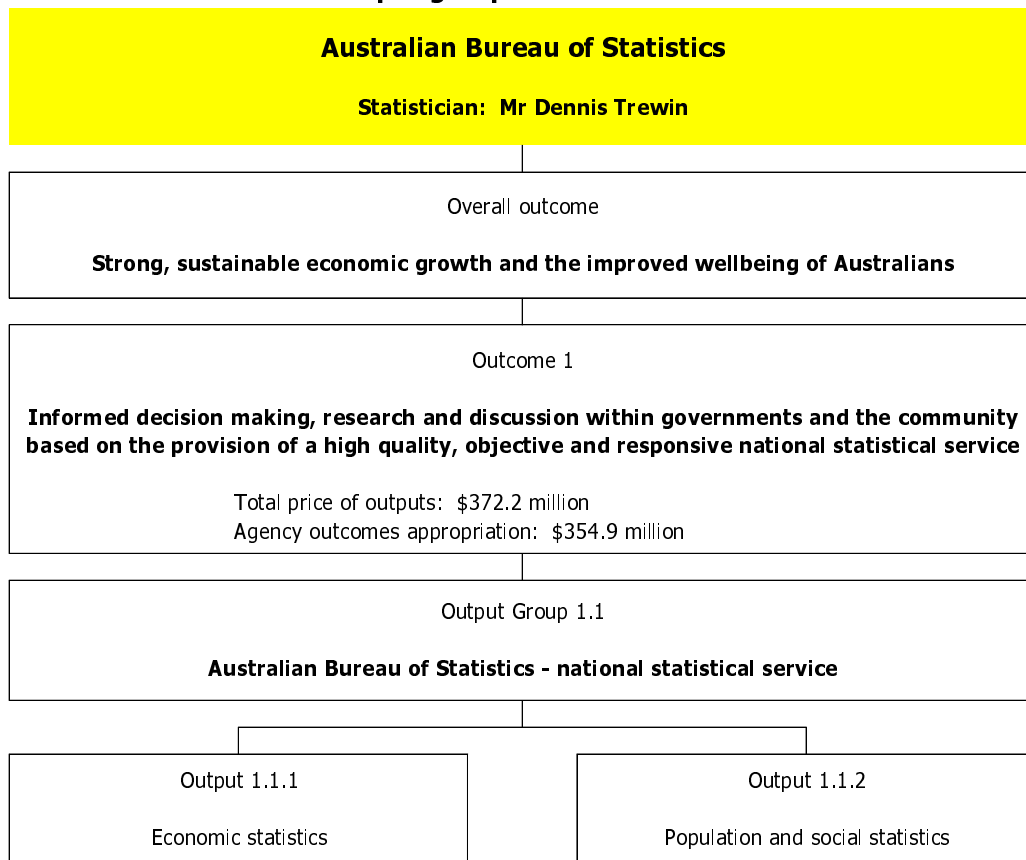 Australian Bureau of Statistics
Statistician: Mr Dennis Trewin
Overall outcome
Strong, sustainable economic growth and the improved wellbeing of Australians
Outcome 1
Informed decision making, research and discussion within governments and the community
based on the provision of a high quality, objective and responsive national statistical service
Total price of outputs: $372.2 million
Agency outcomes appropriation: $354.9 million
Output Group 1.1
Australian Bureau of Statistics - national statistical service
Output 1.1.1
Economic statistics
Output 1.1.2
Population and social statistics